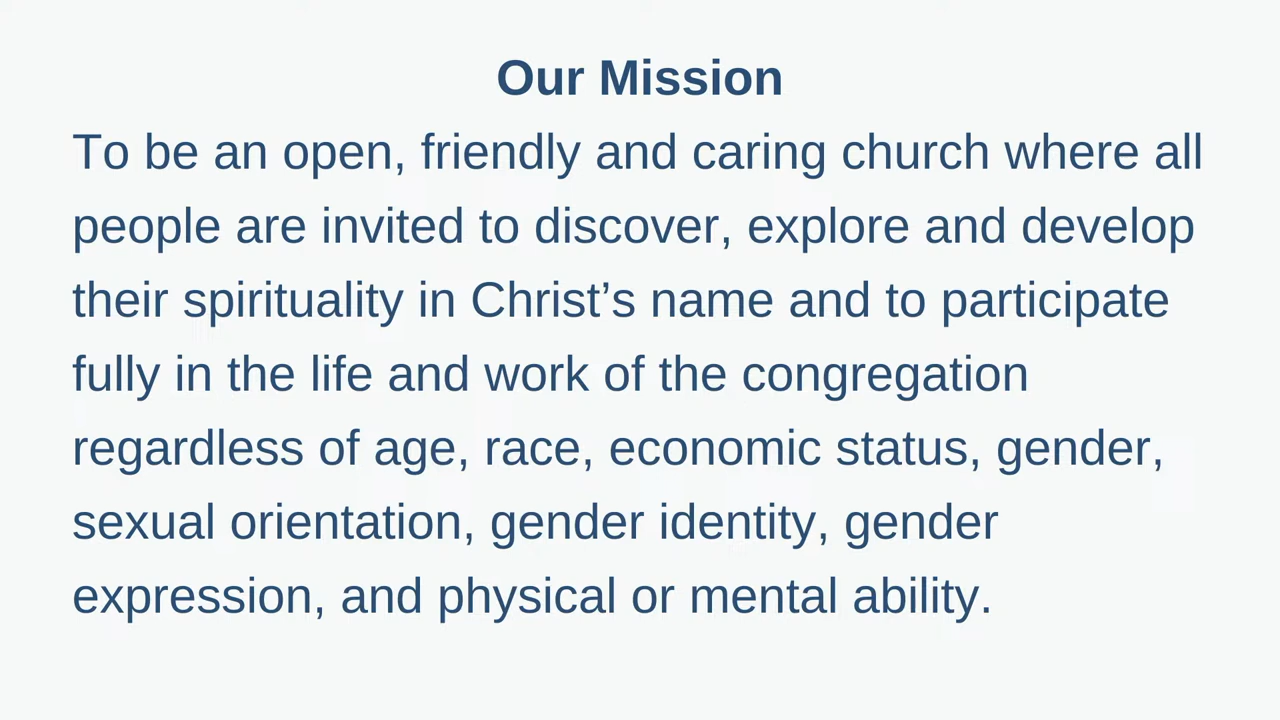 Our Mission
To be an open, friendly and caring church where all
people are invited to discover, explore and develop
their spirituality in Christ’s name and to participate
fully in the life and work of the congregation
regardless of age, race, economic status, gender,
sexual orientation, gender identity, gender
expression, and physical or mental ability.